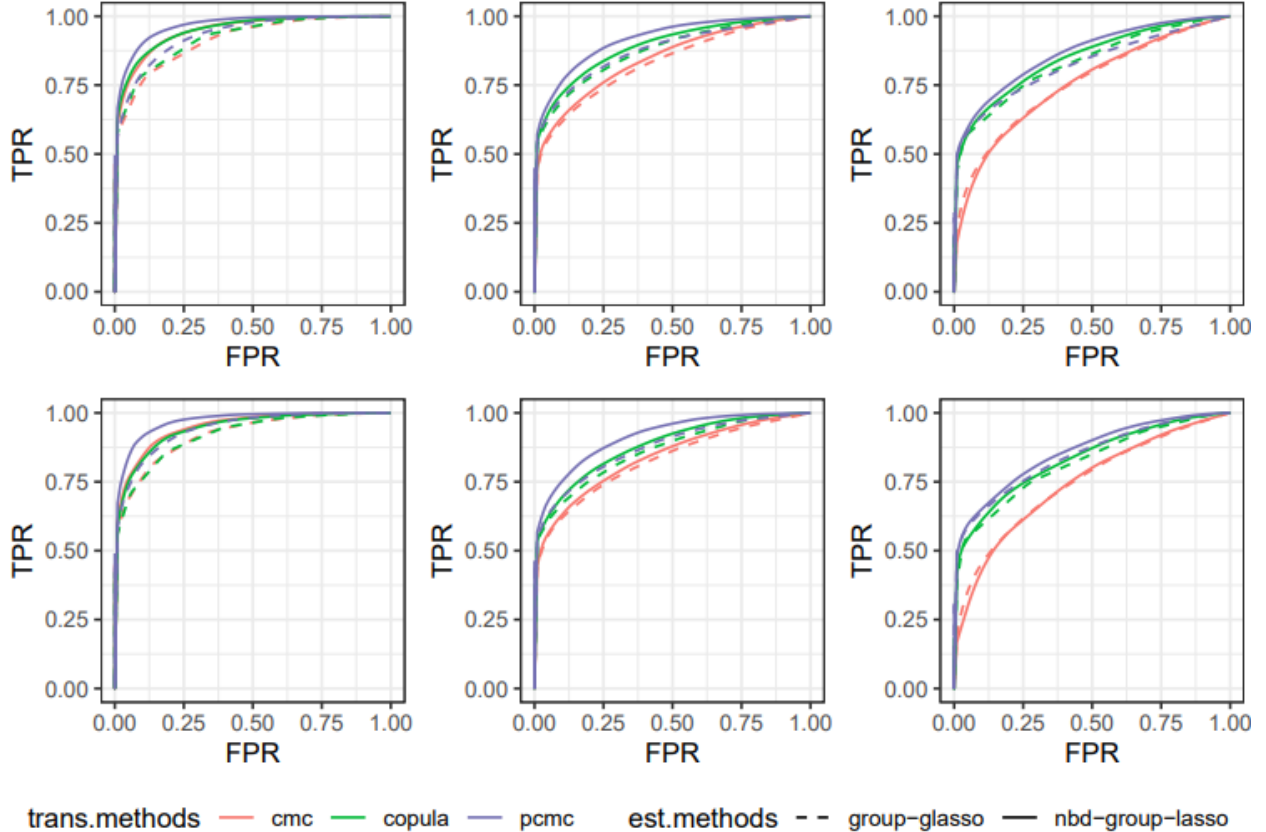 1.00 1.00 1.00
0.75 0.75 0.75
TPR 0.50 TPR 0.50 TPR 0.50
0.25 0.25 0.25
0.00 0.00 0.00
0.00 0.25 0.50 0.75 1.00 0.00 0.25 0.50 0.75 1.00 0.00 0.25 0.50 0.75 1.00
FPR FPR FPR
1.00 1.00 1.00
0.75 0.75 0.75
TPR 0.50 TPR 0.50 TPR 0.50
0.25 0.25 0.25
0.00 0.00 0.00
0.00 0.25 0.50 0.75 1.00 0.00 0.25 0.50 0.75 1.00 0.00 0.25 0.50 0.75 1.00
FPR FPR FPR
trans.methods cmc copula pcmc est.methods group−glasso nbd−group−lasso